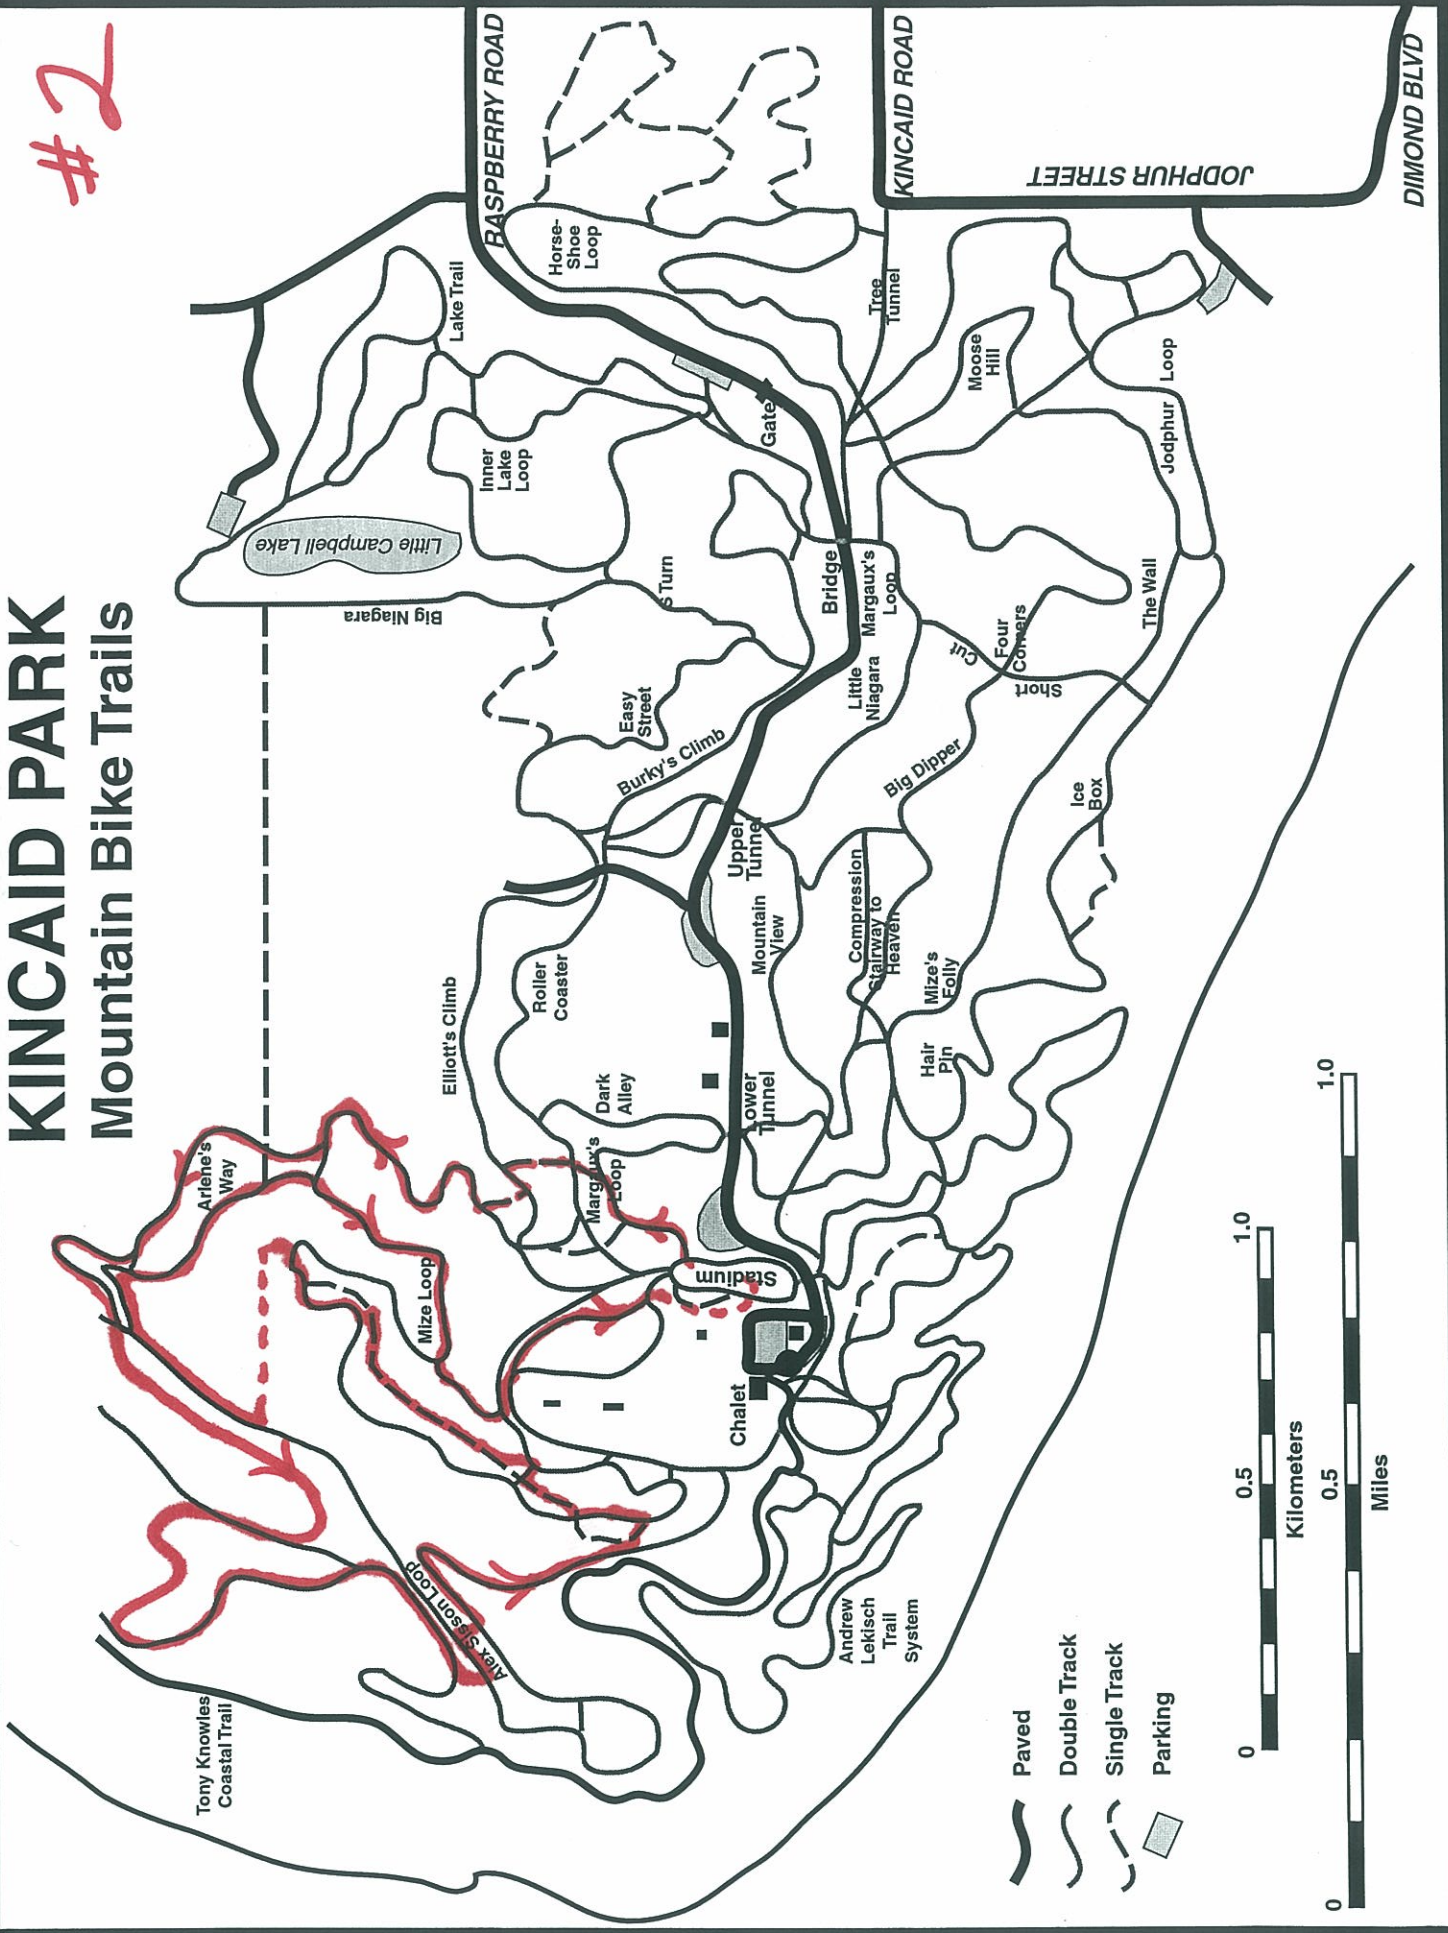 #2
KINCAID PARK
Mountain Bike Trails
RASPBERRY ROAD
KINCAID ROAD
JODPHUR STREET
DIMOND BLVD
Horse-
Shoe
Loop
Lake Trail
Tree
Tunnel
Moose
Hill
Jodphur Loop
Gate
Inner
Lake
Loop
Little Campbell Lake
Big Niagara
s Turn
Bridge
Margaux's
Loop
The Wall
Four
Corners
Short Cut
Little
Niagara
Easy
Street
Burky's Climb
Big Dipper
Ice
Box
Upper
Tunnel
Mountain
View
Compression
Stairway to
Heaven
Mize's
Folly
Hair
Pin
Roller
Coaster
Elliott's Climb
Dark
Alley
Lower
Tunnel
Margaux's
Loop
Arlene's
Way
Mize Loop
Stadium
Chalet
Alex Sisson Loop
Andrew
Lekisch
Trail
System
Tony Knowles
Coastal Trail
Paved
Double Track
Single Track
Parking
0 0.5 1.0
Kilometers
0 0.5 1.0
Miles